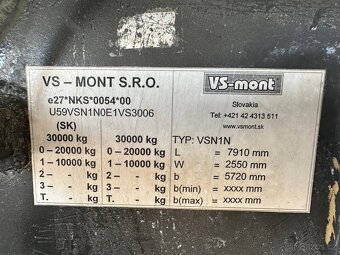 VS – MONT S.R.O.
VS-mont
e27*NKS*0054*00
Slovakia
U59VSN1N0E1VS3006
Tel: +421 42 4313 511
(SK)
www.vsmont.sk
30000 kg 30000 kg TYP: VSN1N
0 - 20000 kg 0 - 20000 kg L = 7910 mm
1 - 10000 kg 1 - 10000 kg W = 2550 mm
2 - - kg 2 - - kg b = 5720 mm
3 - - kg 3 - - kg b(min) = xxxx mm
T. - kg T. - kg b(max) = xxxx mm